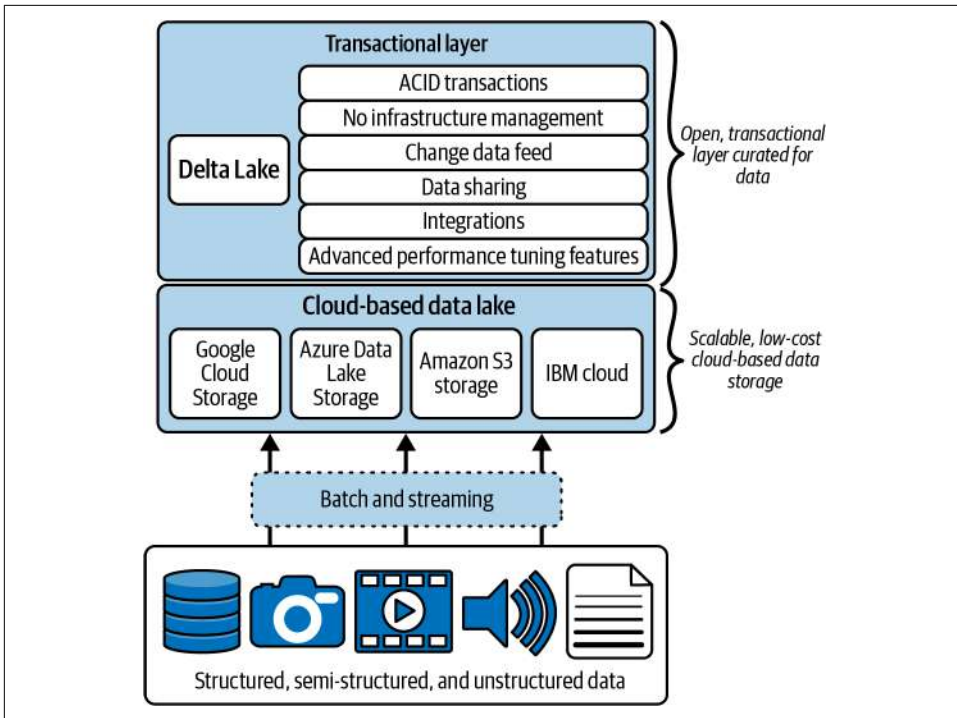 Transactional layer
ACID transactions
No infrastructure management
Change data feed
Delta Lake
Data sharing
Integrations
Advanced performance tuning features
Open, transactional
layer curated for
data
Cloud-based data lake
Google
Cloud
Storage
Azure Data
Lake
Storage
Amazon S3
storage
IBM cloud
Scalable, low-cost
cloud-based data
storage
Batch and streaming
Structured, semi-structured, and unstructured data